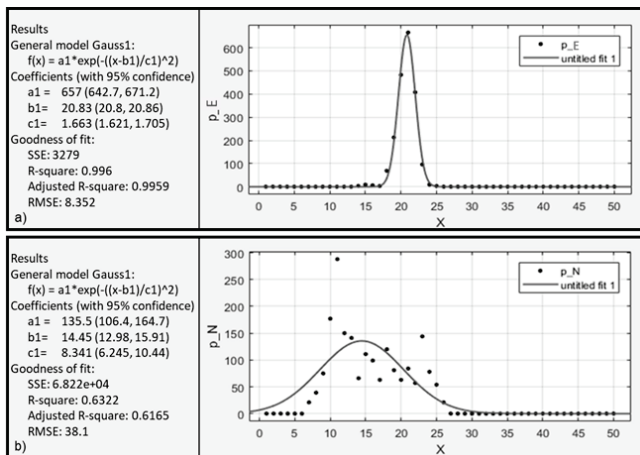 Results
General model Gauss1:
f(x) = a1*exp(-((x-b1)/c1)^2)
Coefficients (with 95% confidence)
a1 = 657 (642.7, 671.2)
b1= 20.83 (20.8, 20.86)
c1= 1.663 (1.621, 1.705)
Goodness of fit:
SSE: 3279
R-square: 0.996
Adjusted R-square: 0.9959
RMSE: 8.352
a)
p_E
600
500
400
300
200
100
0
0 5 10 15 20 25 30 35 40 45 50
X
p_E
untitled fit 1
Results
General model Gauss1:
f(x) = a1*exp(-((x-b1)/c1)^2)
Coefficients (with 95% confidence)
a1 = 135.5 (106.4, 164.7)
b1= 14.45 (12.98, 15.91)
c1= 8.341 (6.245, 10.44)
Goodness of fit:
SSE: 6.822e+04
R-square: 0.6322
Adjusted R-square: 0.6165
RMSE: 38.1
b)
p_N
300
250
200
150
100
50
0
0 5 10 15 20 25 30 35 40 45 50
X
p_N
untitled fit 1